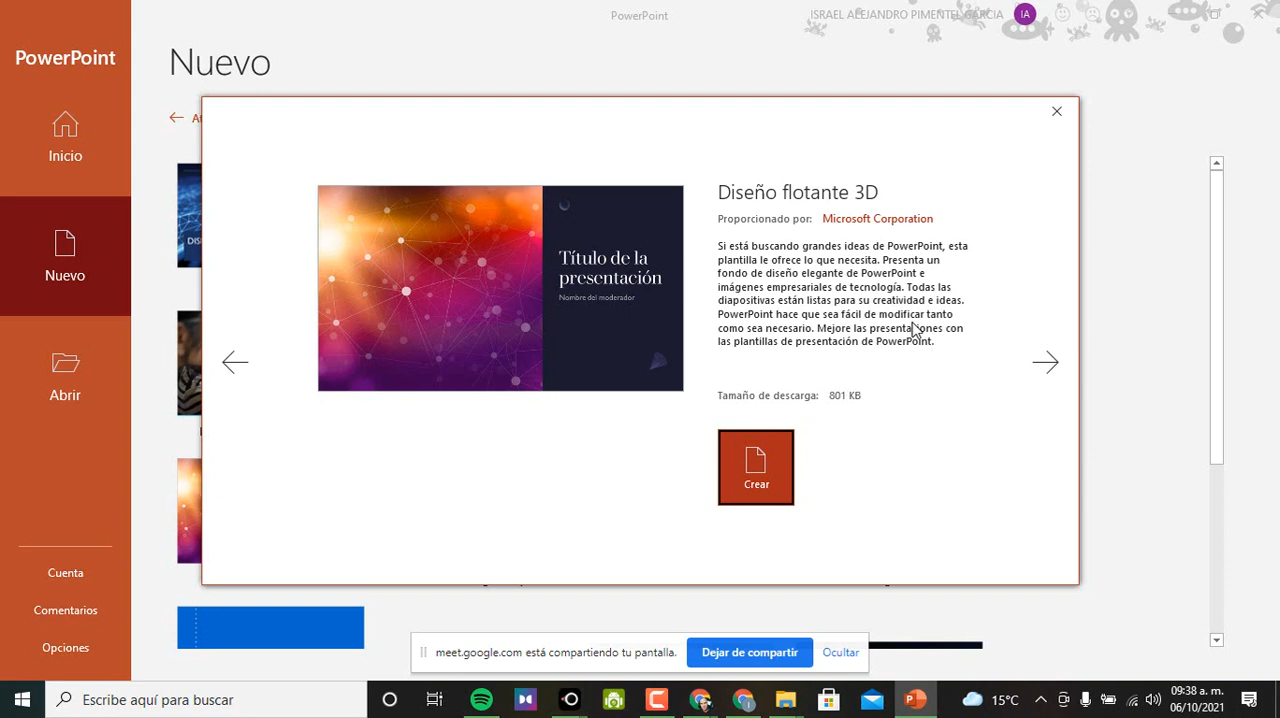 PowerPoint
ISRAEL ALEJANDRO PIMENTEL GARCIA
IA
PowerPoint
Inicio
Nuevo
Abrir
Cuenta
Comentarios
Opciones
Nuevo
Título de la
presentación
Nombre del moderador
Diseño flotante 3D
Proporcionado por: Microsoft Corporation
Si está buscando grandes ideas de PowerPoint, esta
plantilla le ofrece lo que necesita. Presenta un
fondo de diseño elegante de PowerPoint e
imágenes empresariales de tecnología. Todas las
diapositivas están listas para su creatividad e ideas.
PowerPoint hace que sea fácil de modificar tanto
como sea necesario. Mejore las presentaciones con
las plantillas de presentación de PowerPoint.
Tamaño de descarga: 801 KB
Crear
meet.google.com está compartiendo tu pantalla.
Dejar de compartir
Ocultar
Escribe aquí para buscar
15°C
09:38 a. m.
06/10/2021